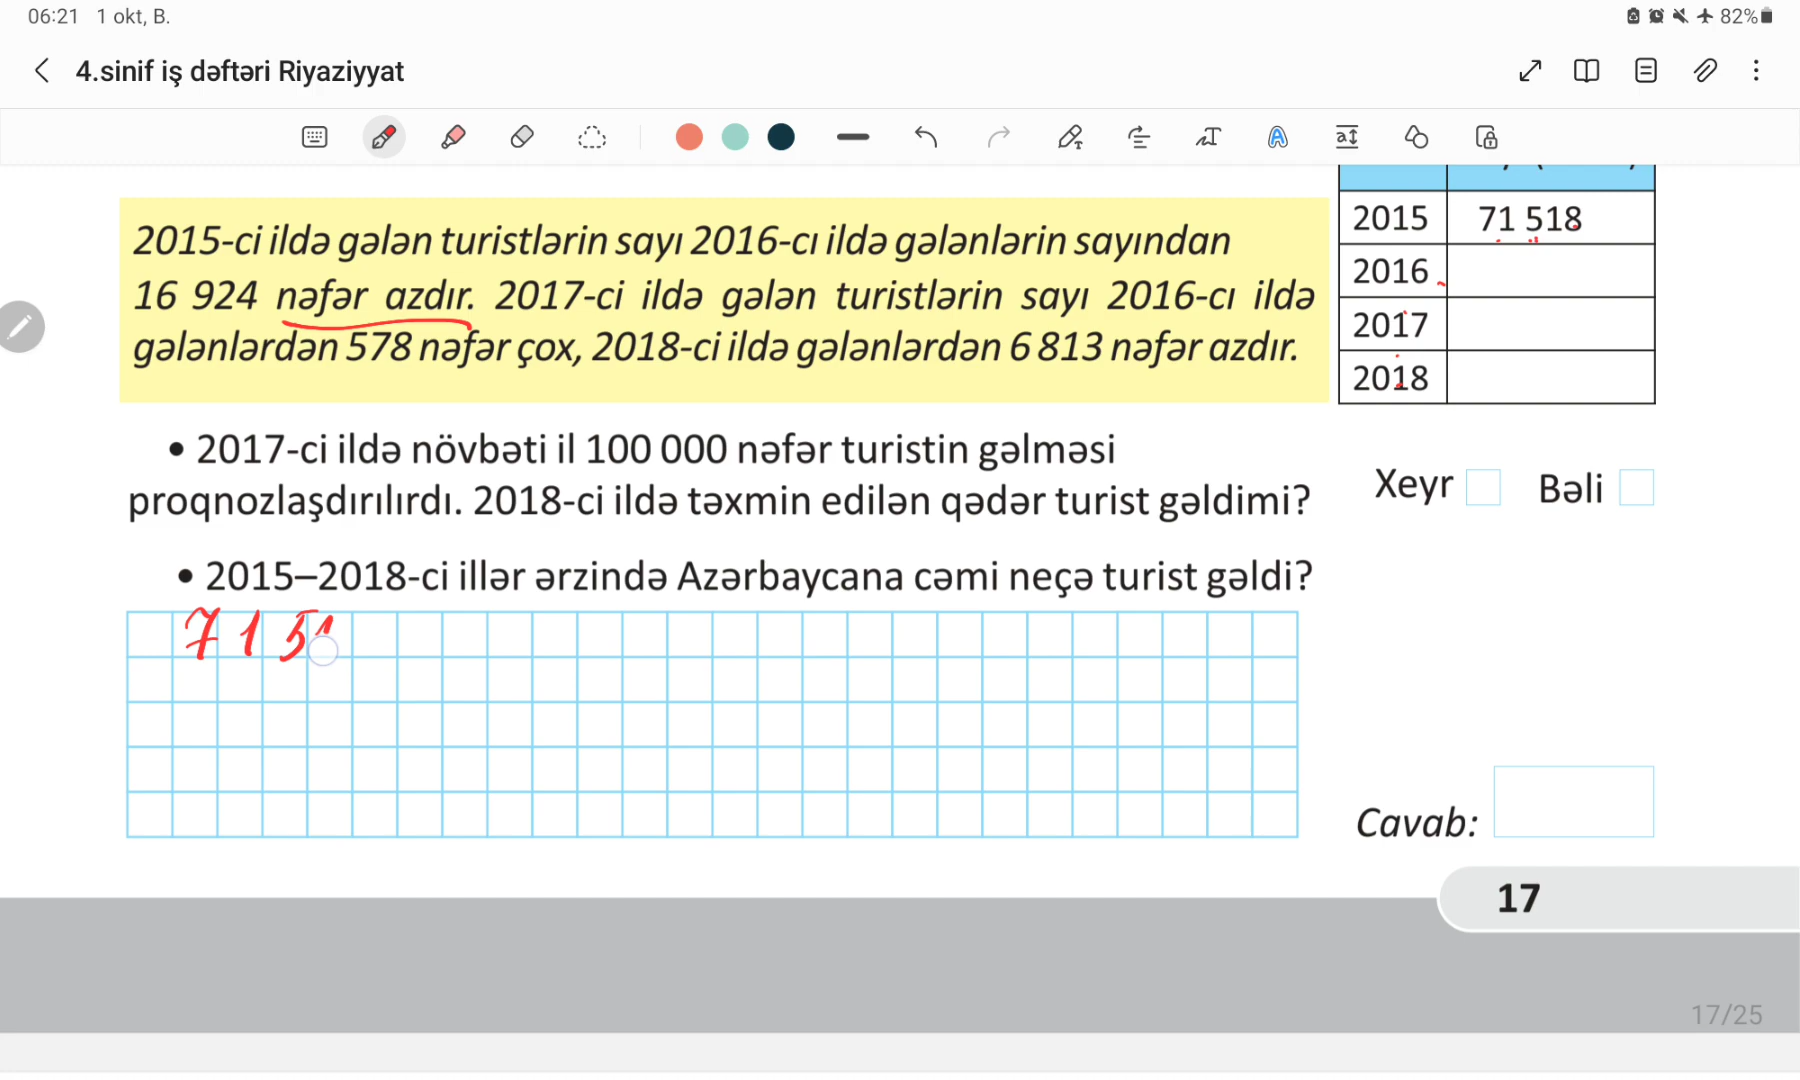 06:21 1 okt, B.
82%
4.sinif iş dəftəri Riyaziyyat
2015-ci ildə gələn turistlərin sayı 2016-cı ildə gələnlərin sayından
16 924 nəfər azdır. 2017-ci ildə gələn turistlərin sayı 2016-cı ildə
gələnlərdən 578 nəfər çox, 2018-ci ildə gələnlərdən 6 813 nəfər azdır.
2015 71 518
2016
2017
2018
• 2017-ci ildə növbəti il 100 000 nəfər turistin gəlməsi
proqnozlaşdırılırdı. 2018-ci ildə təxmin edilən qədər turist gəldimi?
Xeyr Bəli
• 2015–2018-ci illər ərzində Azərbaycana cəmi neçə turist gəldi?
7 1 5 1
Cavab:
17
17/25